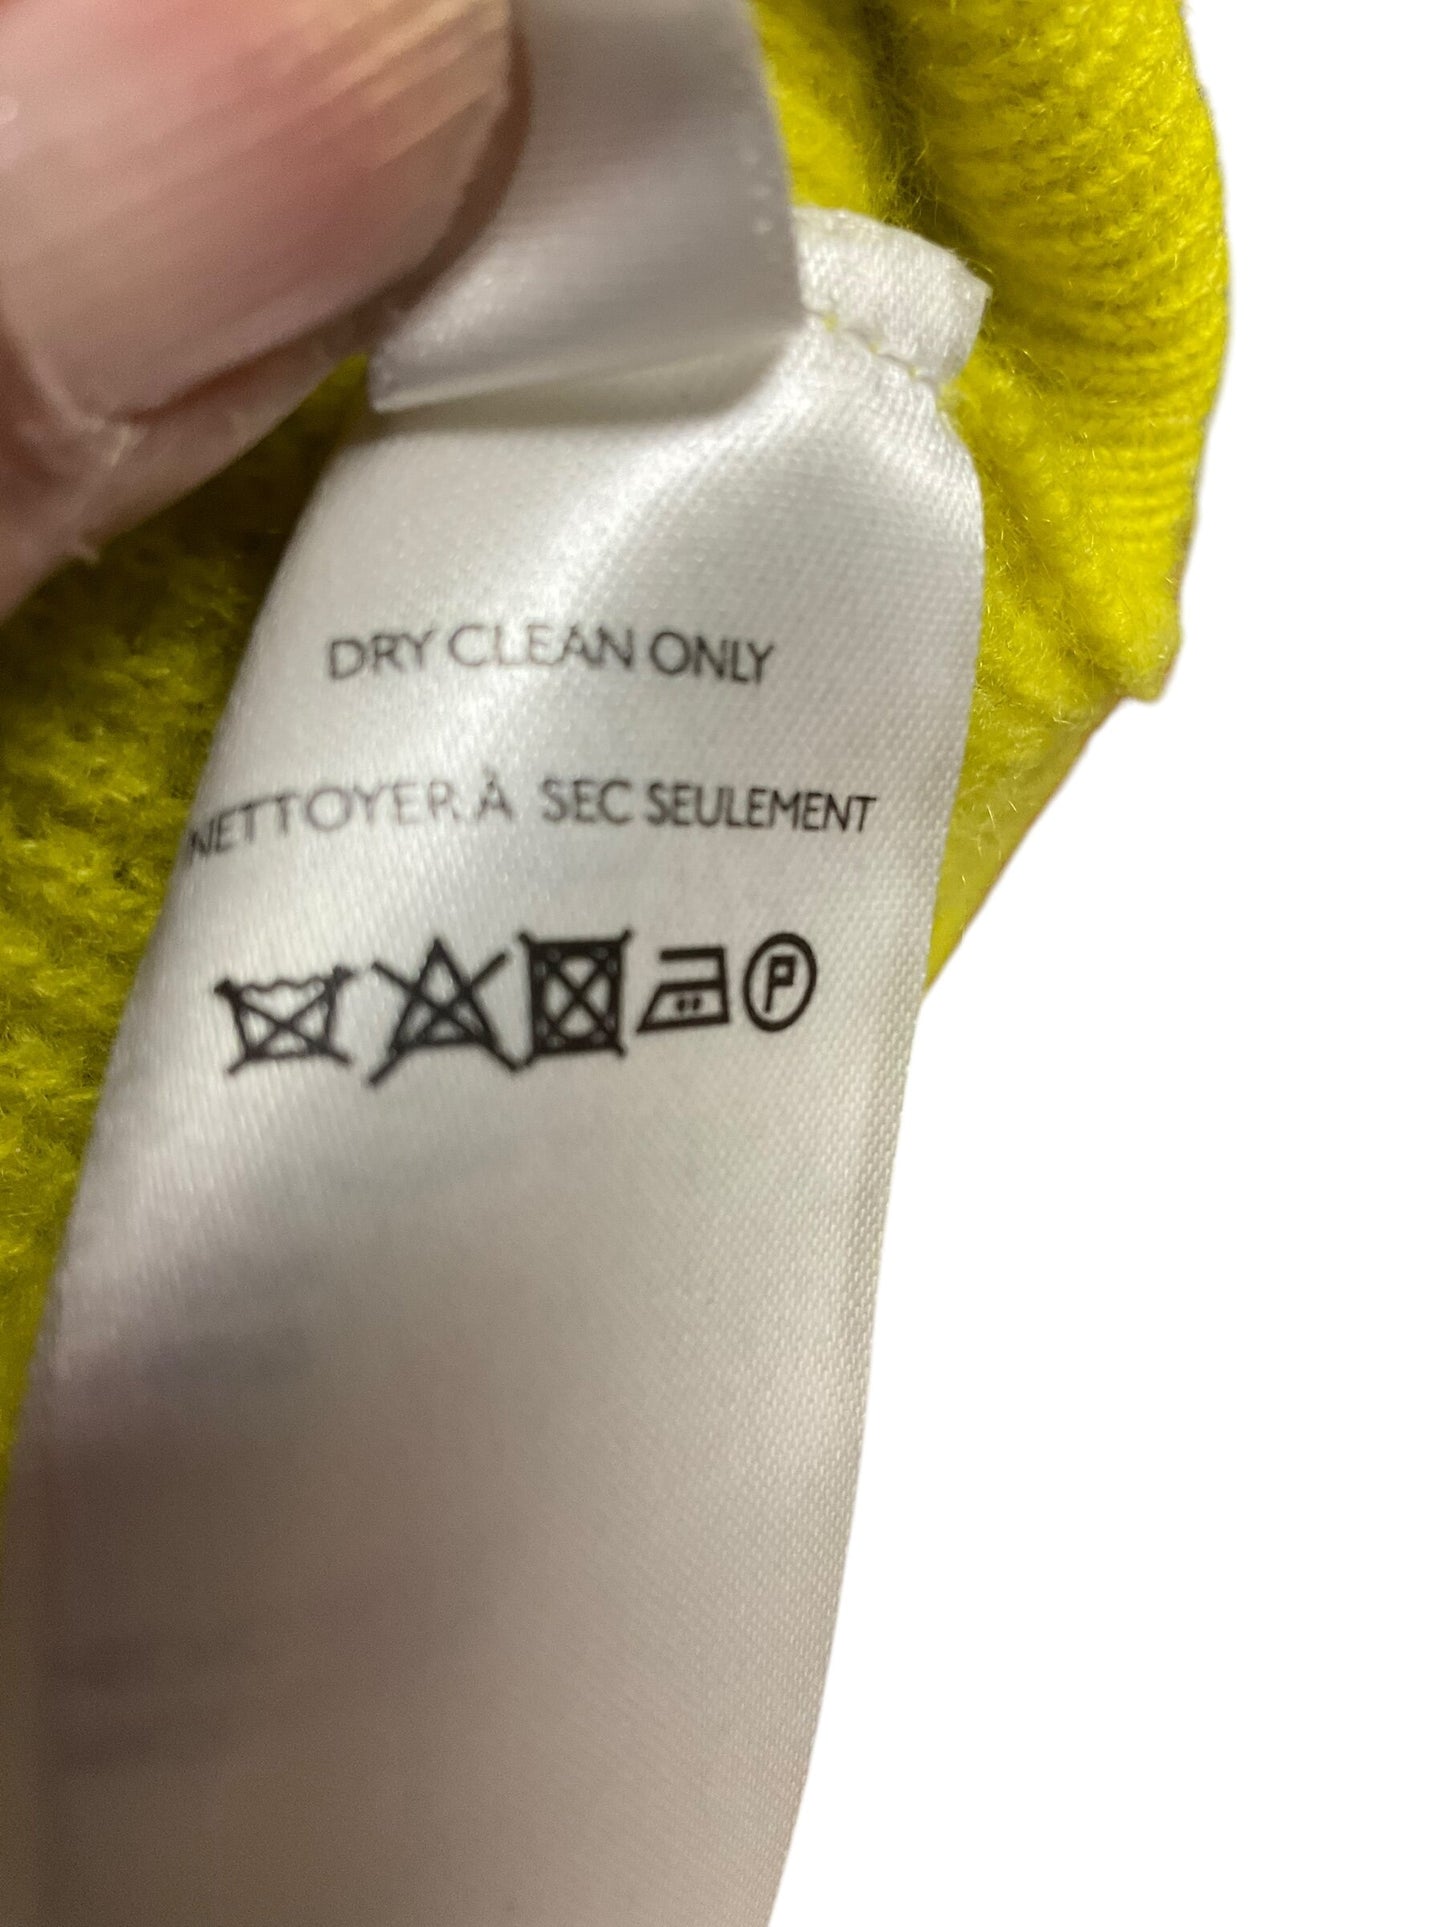 DRY CLEAN ONLY
NETTOYER À SEC SEULEMENT
P